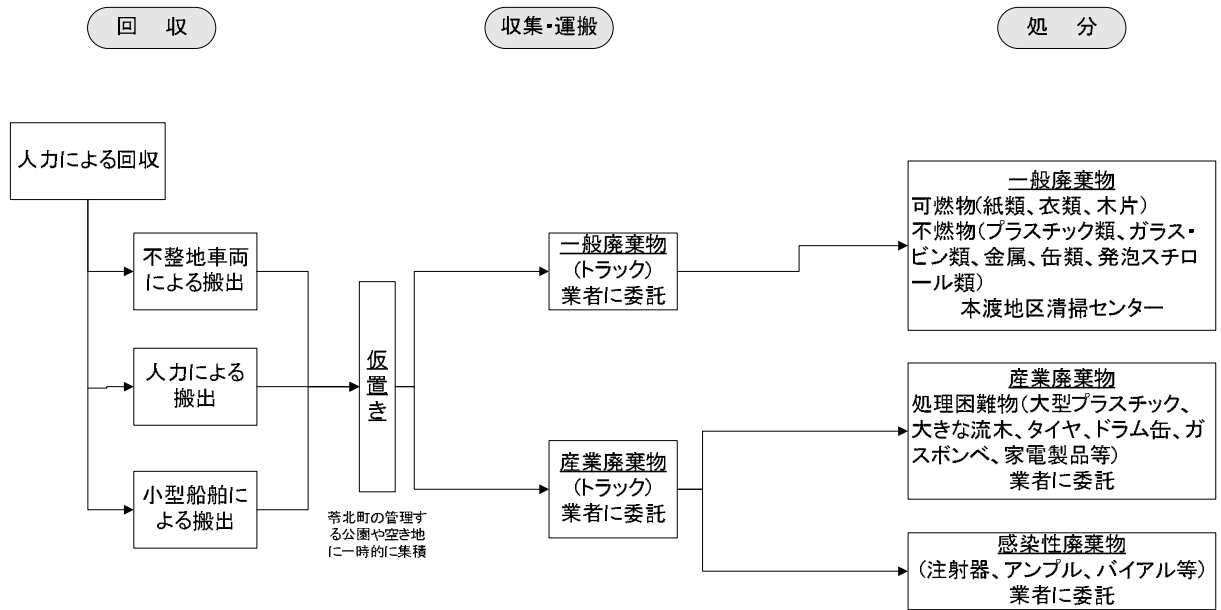 回　収
収集・運搬
処　分
人力による回収
不整地車両
による搬出
人力による
搬出
小型船舶に
よる搬出
仮置き
苓北町の管理す
る公園や空き地
に一時的に集積
一般廃棄物
(トラック)
業者に委託
産業廃棄物
(トラック)
業者に委託
一般廃棄物
可燃物(紙類、衣類、木片)
不燃物(プラスチック類、ガラス・
ビン類、金属、缶類、発泡スチロ
ール類)
本渡地区清掃センター
産業廃棄物
処理困難物(大型プラスチック、
大きな流木、タイヤ、ドラム缶、ガ
スボンベ、家電製品等)
業者に委託
感染性廃棄物
(注射器、アンプル、バイアル等)
業者に委託